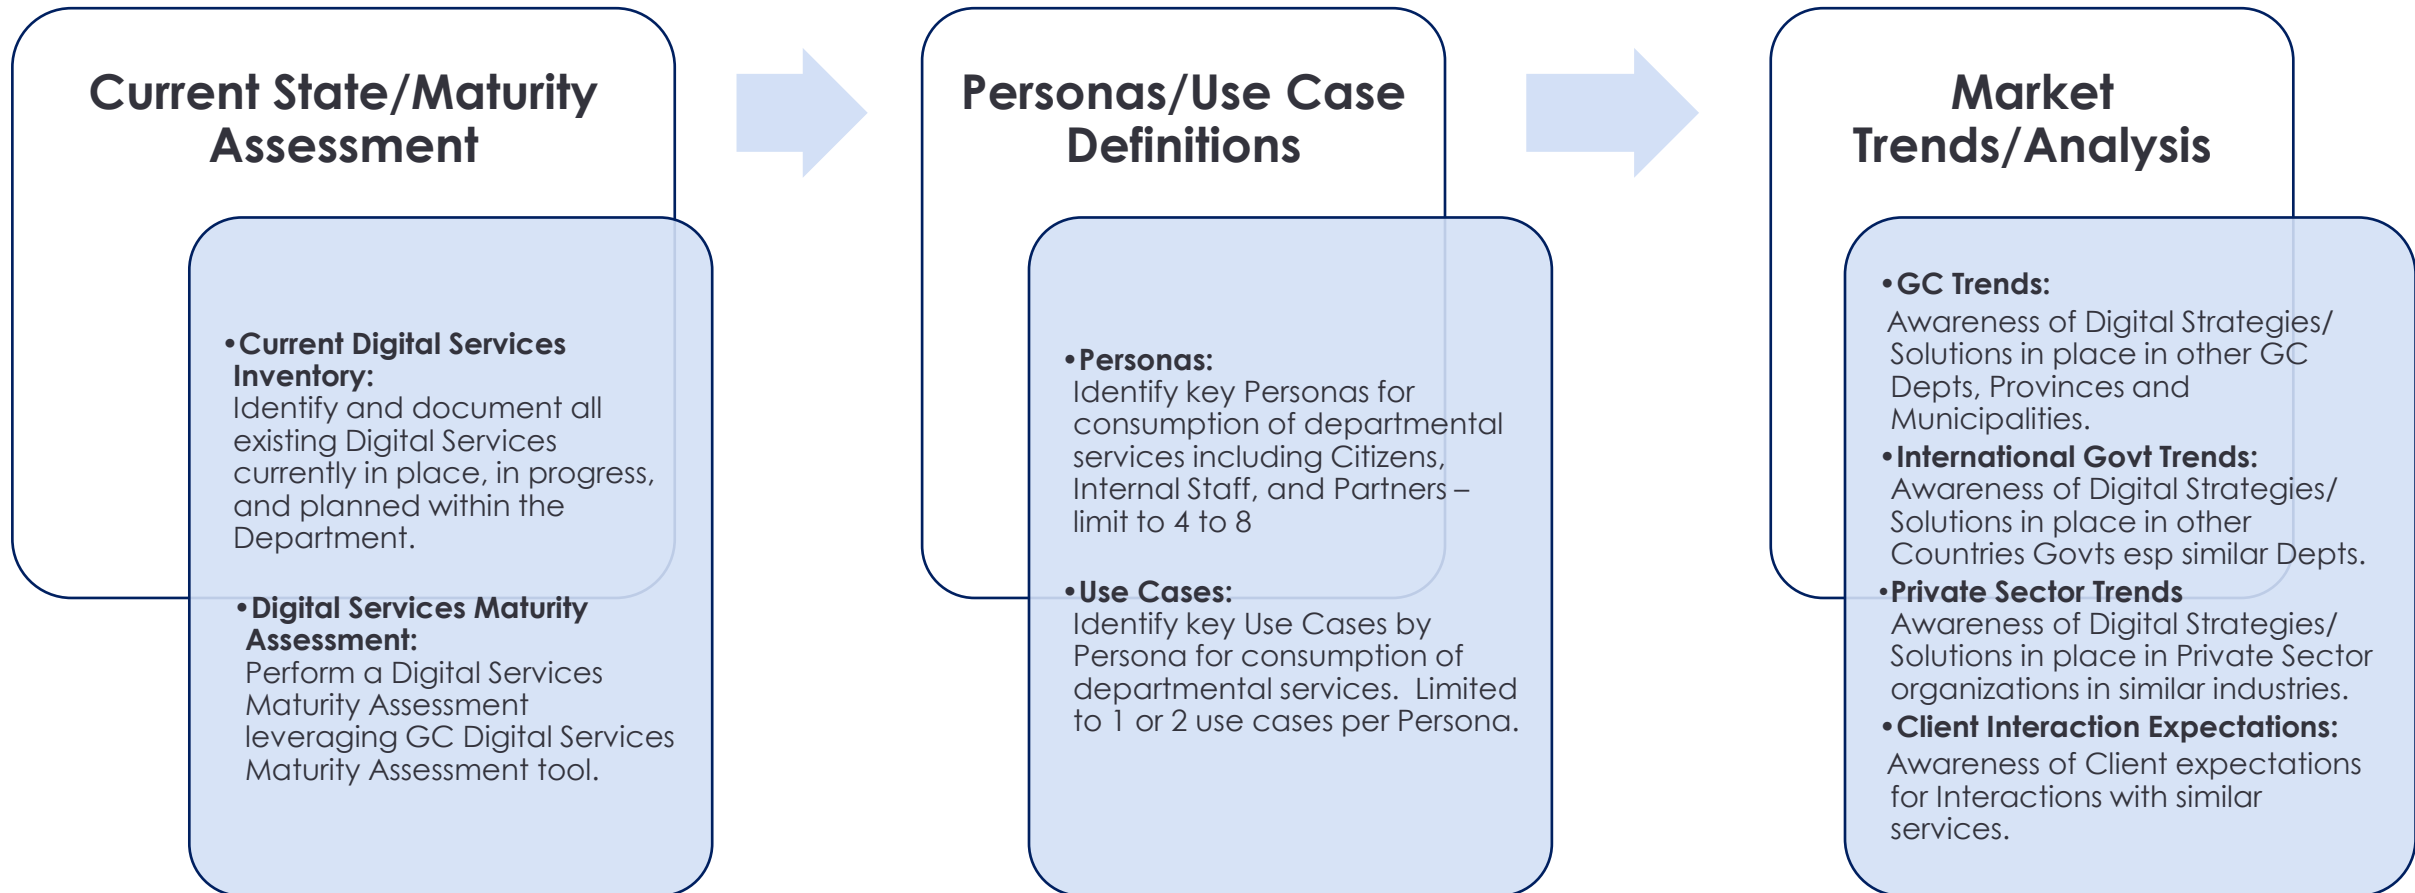 Current State/Maturity
Assessment
•Current Digital Services
Inventory:
Identify and document all
existing Digital Services
currently in place, in progress,
and planned within the
Department.
•Digital Services Maturity
Assessment:
Perform a Digital Services
Maturity Assessment
leveraging GC Digital Services
Maturity Assessment tool.
Personas/Use Case
Definitions
•Personas:
Identify key Personas for
consumption of departmental
services including Citizens,
Internal Staff, and Partners –
limit to 4 to 8
•Use Cases:
Identify key Use Cases by
Persona for consumption of
departmental services.  Limited
to 1 or 2 use cases per Persona.
Market
Trends/Analysis
•GC Trends:
Awareness of Digital Strategies/
Solutions in place in other GC
Depts, Provinces and
Municipalities.
•International Govt Trends:
Awareness of Digital Strategies/
Solutions in place in other
Countries Govts esp similar Depts.
•Private Sector Trends
Awareness of Digital Strategies/
Solutions in place in Private Sector
organizations in similar industries.
•Client Interaction Expectations:
Awareness of Client expectations
for Interactions with similar
services.